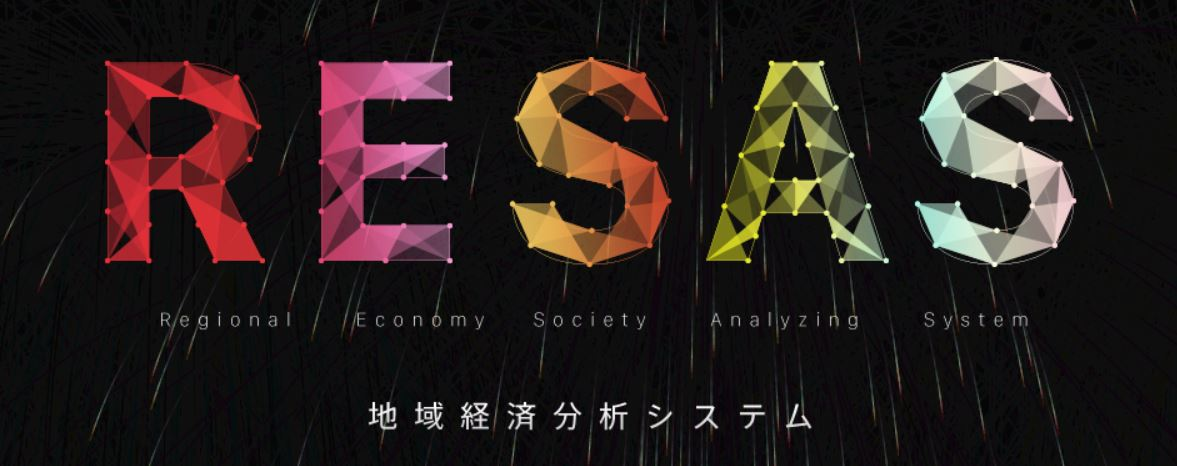 RESAS
Regional Economy Society Analyzing System
地域経済分析システム